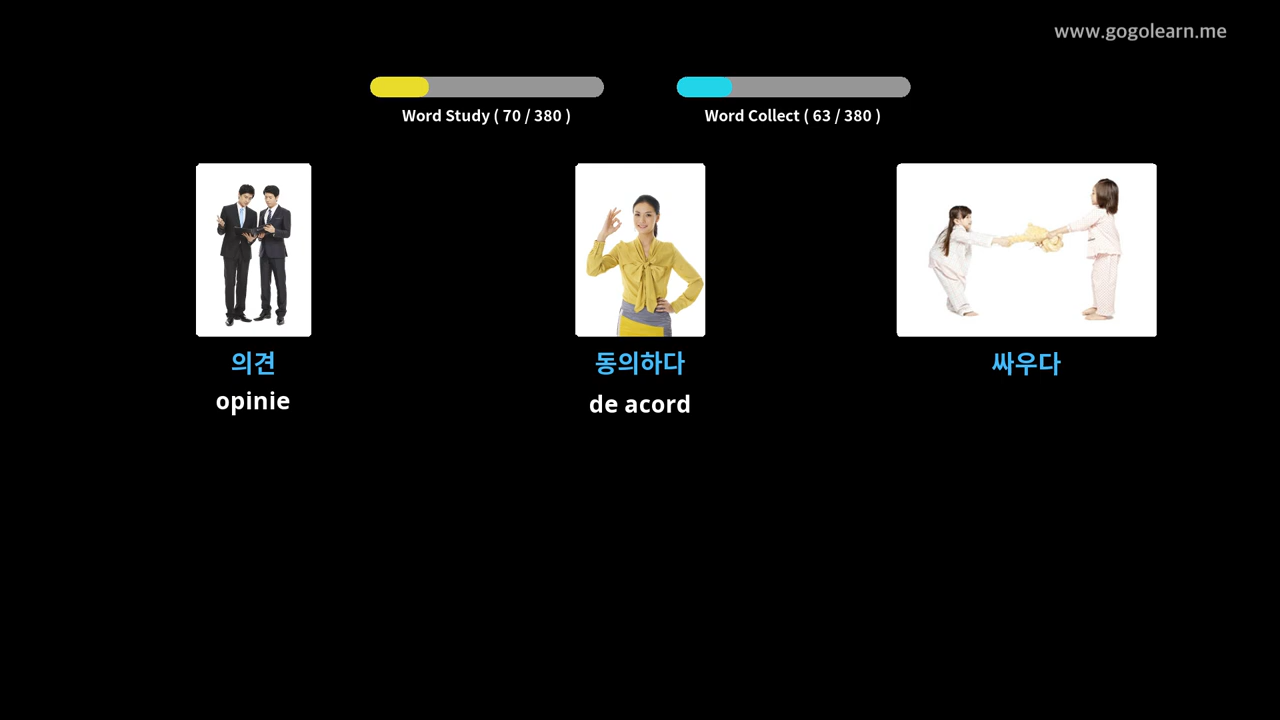 www.gogolearn.me
Word Study ( 70 / 380 )
Word Collect ( 63 / 380 )
의견
opinie
동의하다
de acord
싸우다